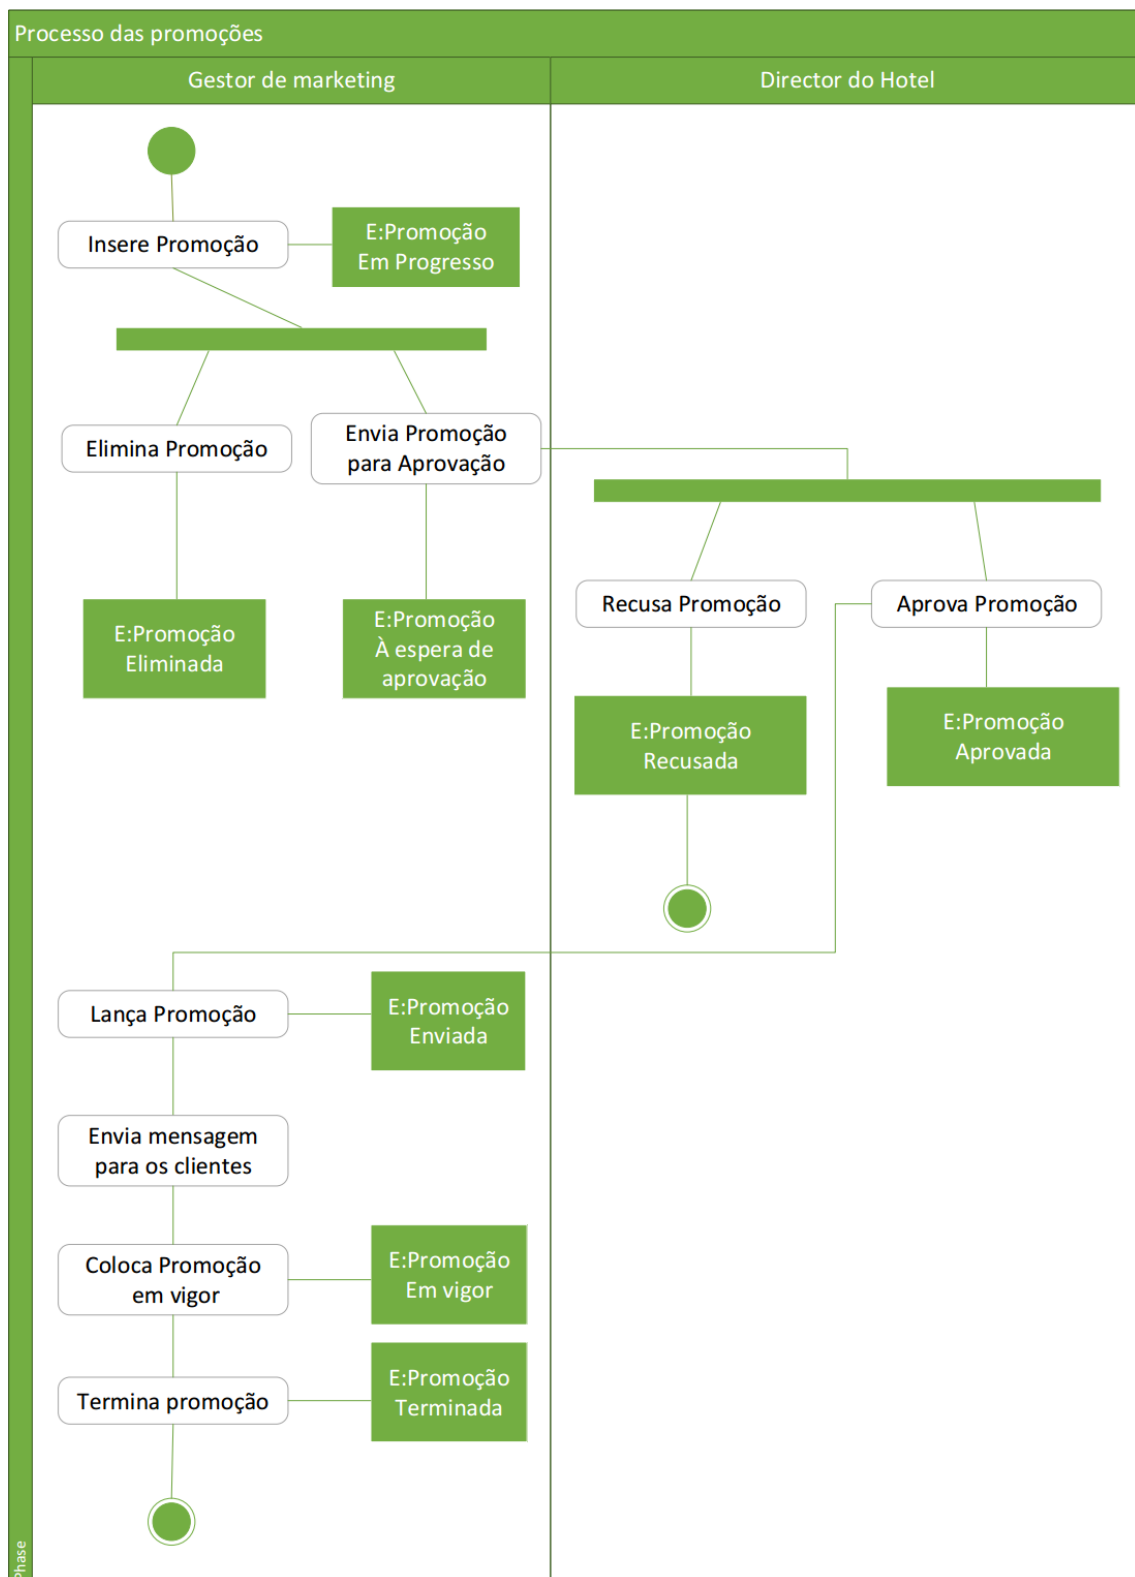 Processo das promoções
Gestor de marketing
Director do Hotel
Insere Promoção
E:Promoção
Em Progresso
Elimina Promoção
Envia Promoção
para Aprovação
Recusa Promoção
Aprova Promoção
E:Promoção
Eliminada
E:Promoção
À espera de
aprovação
E:Promoção
Recusada
E:Promoção
Aprovada
Lança Promoção
E:Promoção
Enviada
Envia mensagem
para os clientes
Coloca Promoção
em vigor
E:Promoção
Em vigor
Termina promoção
E:Promoção
Terminada
Phase